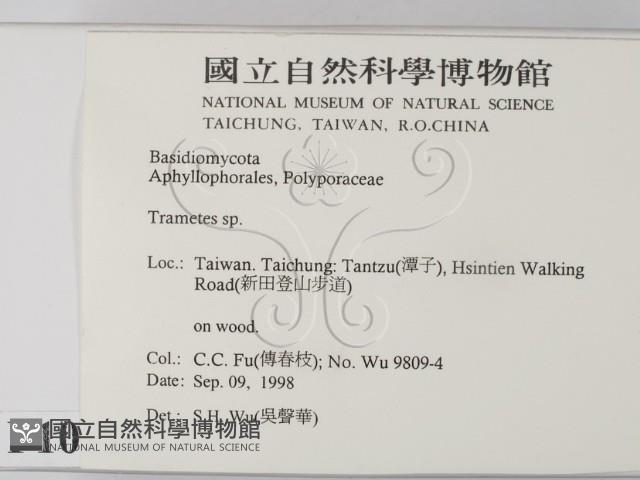 國立自然科學博物館
NATIONAL MUSEUM OF NATURAL SCIENCE
TAICHUNG, TAIWAN, R.O.CHINA
Basidiomycota
Aphyllophorales, Polyporaceae
Trametes sp.
Loc.: Taiwan. Taichung: Tantzu(潭子), Hsintien Walking
Road(新田登山步道)
on wood.
Col.: C.C. Fu(傳春枝); No. Wu 9809-4
Date: Sep. 09, 1998
Det.: S.H. Wu(吳聲華)
國立自然科學博物館
NATIONAL MUSEUM OF NATURAL SCIENCE